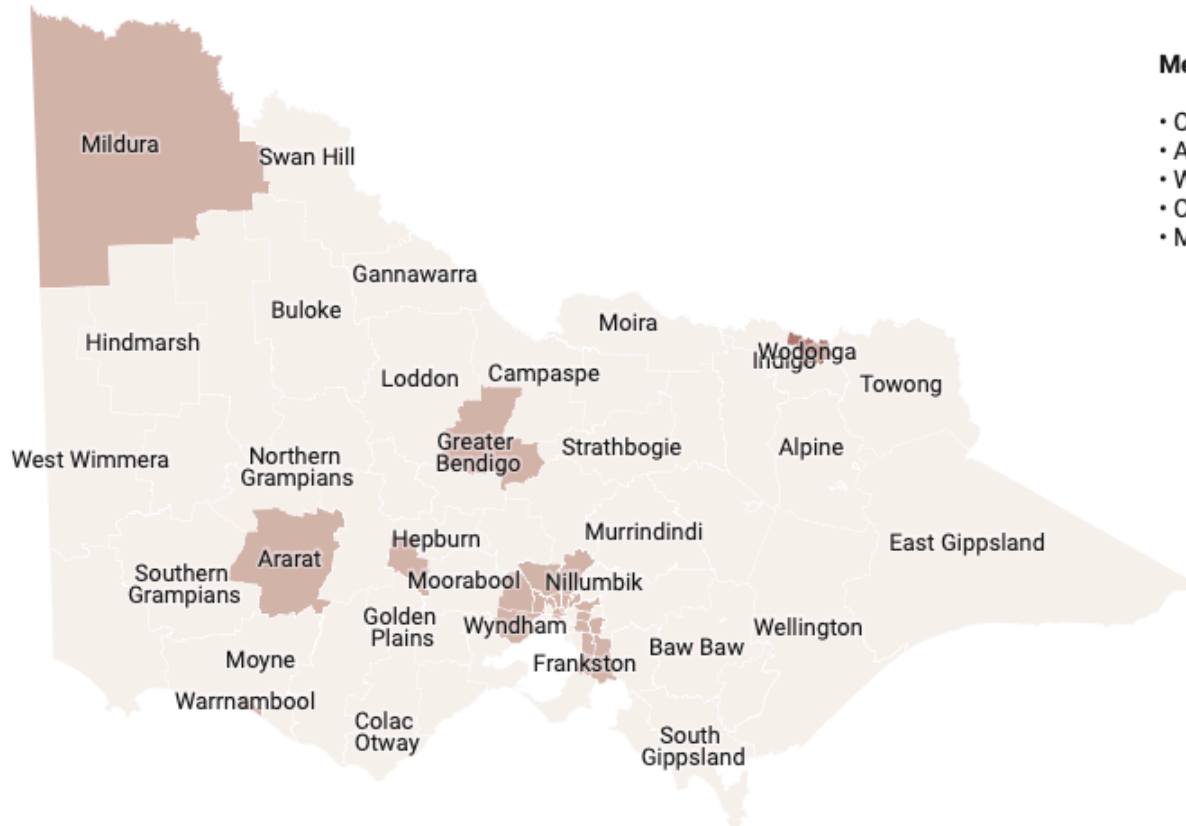 Me
• C
• A
• W
• C
• M
Mildura
Swan Hill
Gannawarra
Buloke
Moira
Hindmarsh
Wodonga
Indigo
Loddon
Campaspe
Towong
West Wimmera
Northern
Grampians
Greater
Bendigo
Strathbogie
Alpine
Hepburn
Murrindindi
East Gippsland
Ararat
Southern
Grampians
Moorabool
Nillumbik
Golden
Plains
Wyndham
Wellington
Moyne
Frankston
Baw Baw
Warrnambool
Colac
Otway
South
Gippsland